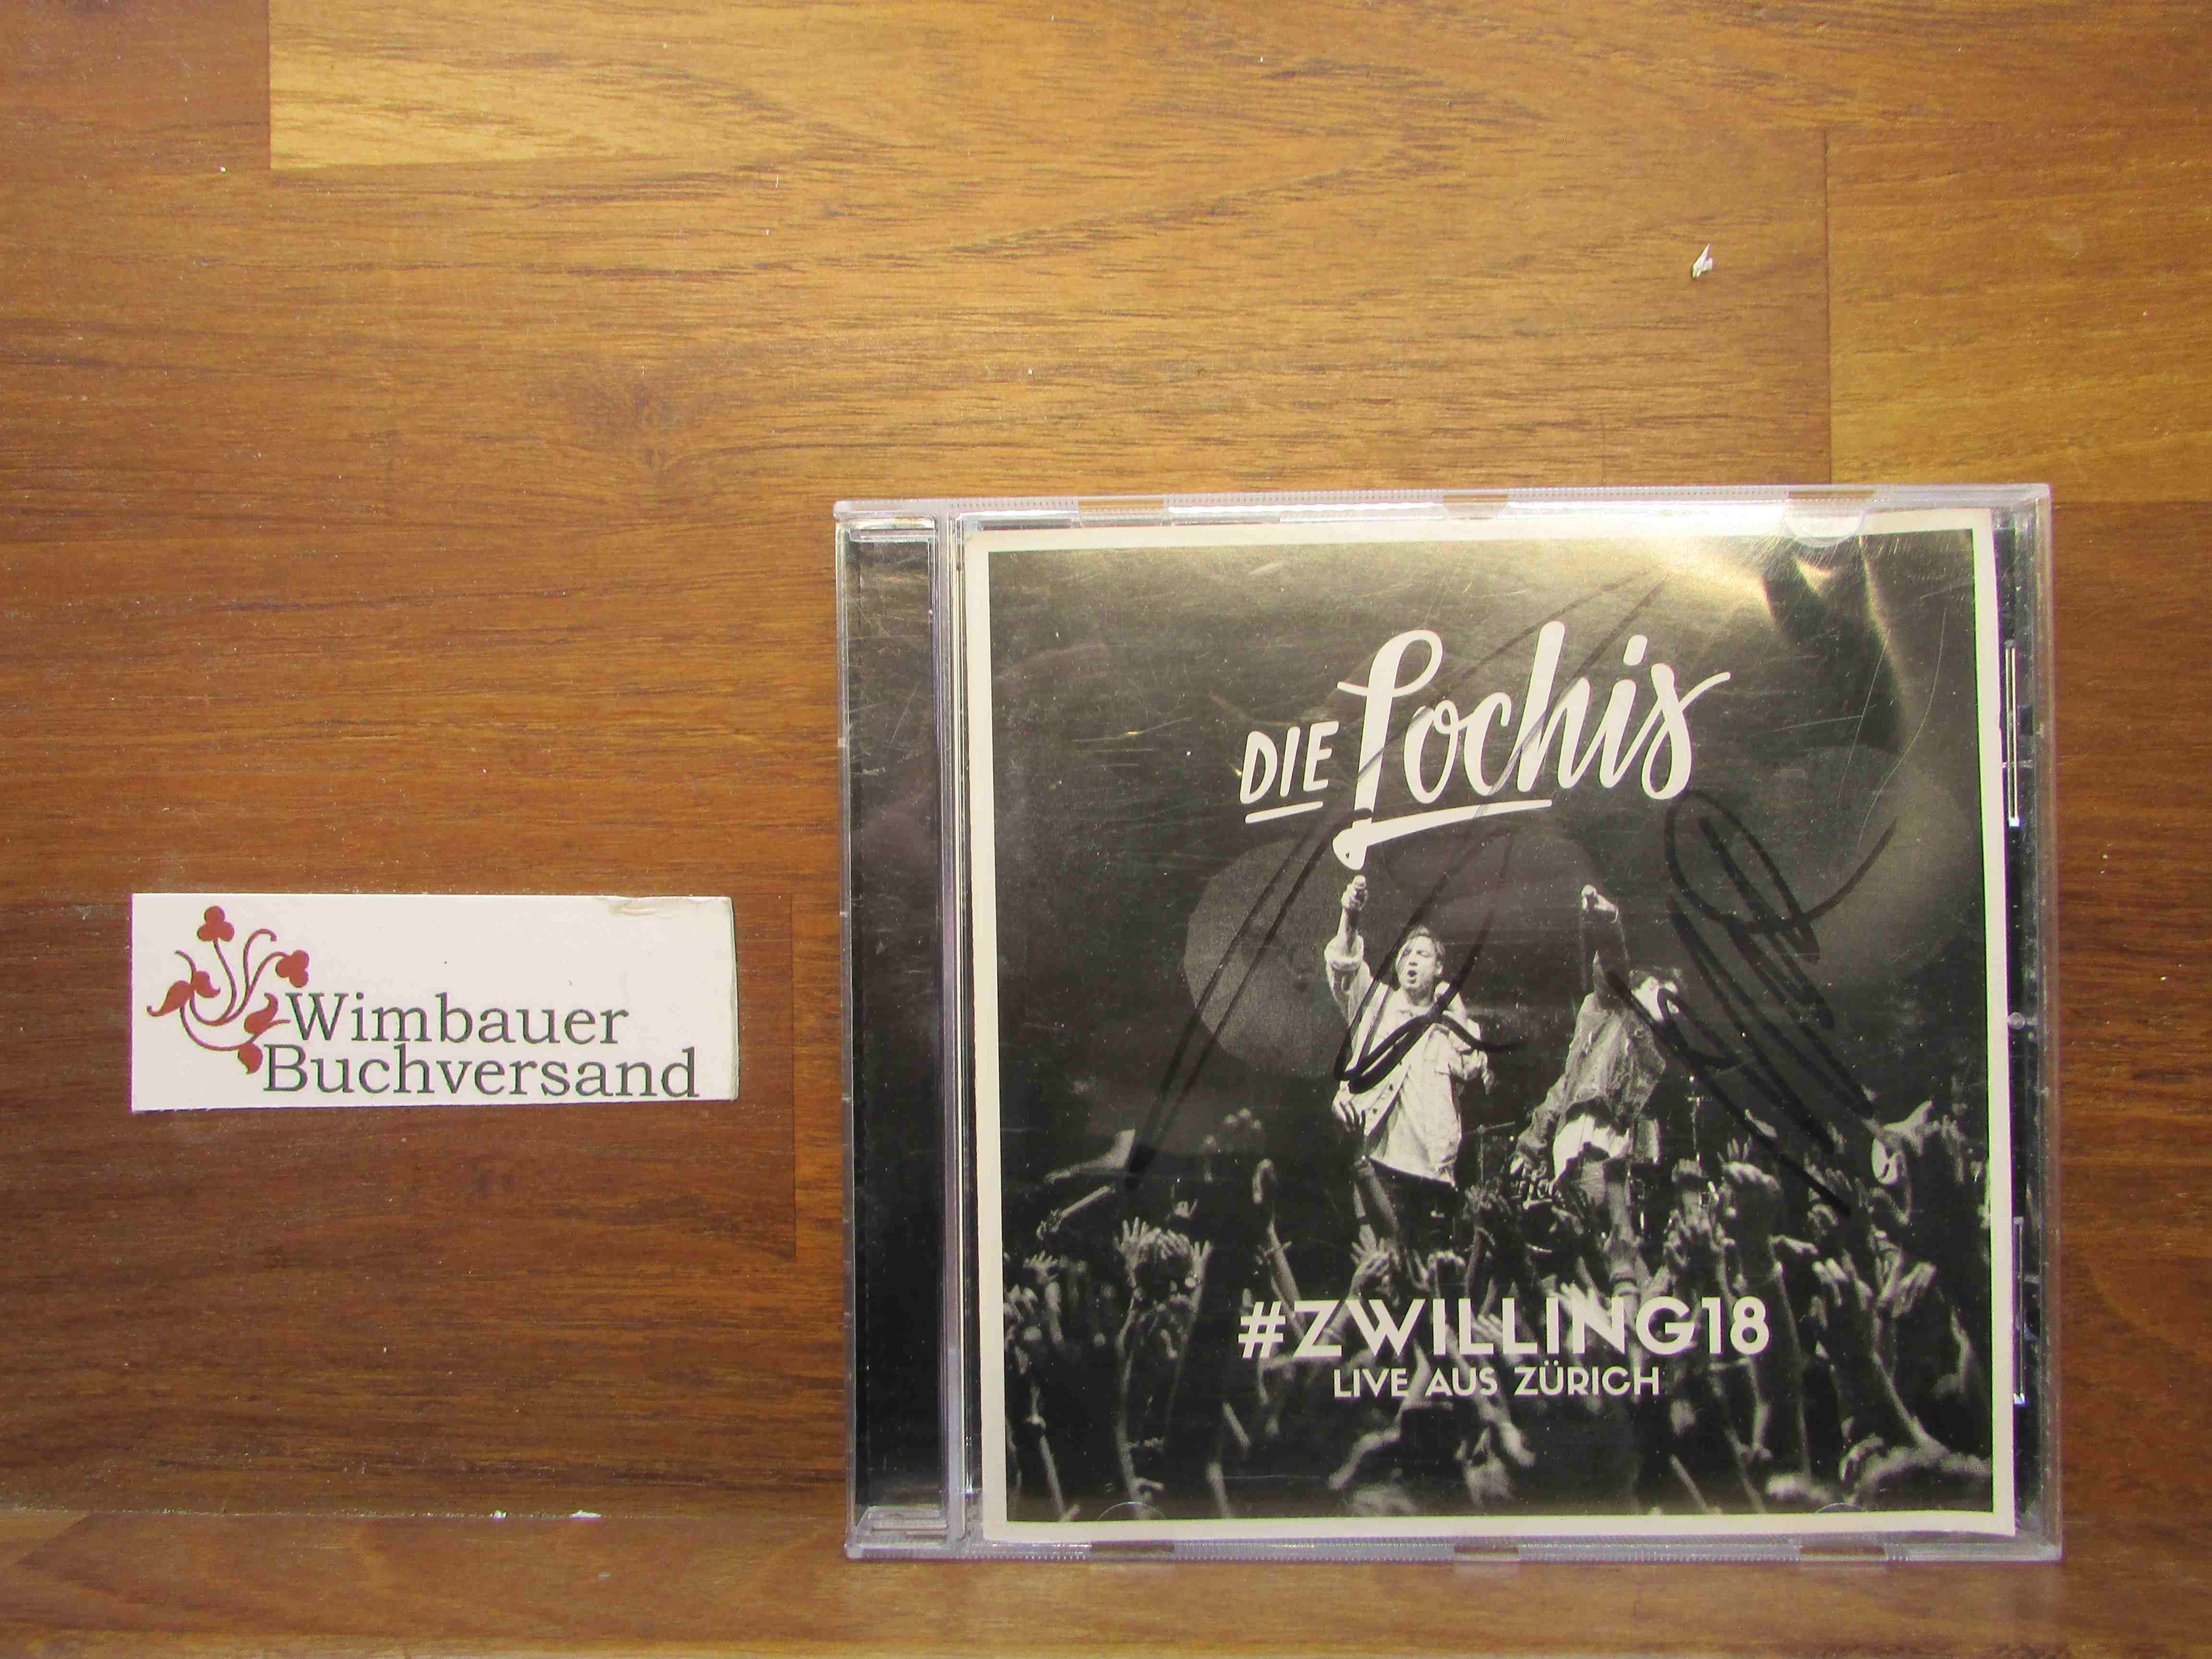 Wimbauer
Buchversand
DIE Lochis
#ZWILLING18
LIVE AUS ZÜRICH